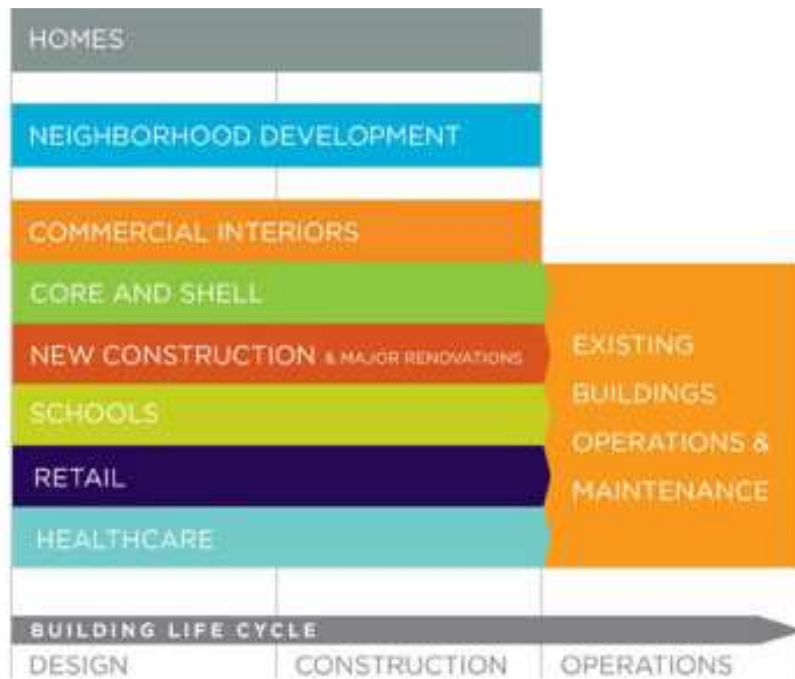 HOMES
NEIGHBORHOOD DEVELOPMENT
COMMERCIAL INTERIORS
CORE AND SHELL
NEW CONSTRUCTION & MAJOR RENOVATIONS
SCHOOLS
RETAIL
HEALTHCARE
EXISTING
BUILDINGS
OPERATIONS &
MAINTENANCE
BUILDING LIFE CYCLE
DESIGN CONSTRUCTION OPERATIONS